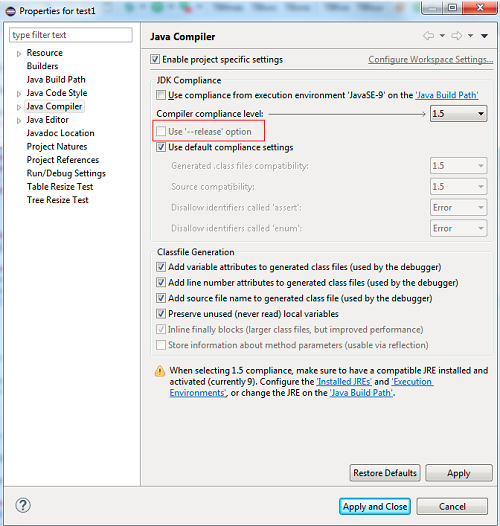 Properties for test1
type filter text
Resource
Builders
Java Build Path
Java Code Style
Java Compiler
Java Editor
Javadoc Location
Project Natures
Project References
Run/Debug Settings
Table Resize Test
Tree Resize Test
Java Compiler
Enable project specific settings Configure Workspace Settings...
JDK Compliance
Use compliance from execution environment 'JavaSE-9' on the 'Java Build Path'
Compiler compliance level: 1.5
Use '--release' option
Use default compliance settings
Generated .class files compatibility: 1.5
Source compatibility: 1.5
Disallow identifiers called 'assert': Error
Disallow identifiers called 'enum': Error
Classfile Generation
Add variable attributes to generated class files (used by the debugger)
Add line number attributes to generated class files (used by the debugger)
Add source file name to generated class file (used by the debugger)
Preserve unused (never read) local variables
Inline finally blocks (larger class files, but improved performance)
Store information about method parameters (usable via reflection)
When selecting 1.5 compliance, make sure to have a compatible JRE installed and
activated (currently 9). Configure the 'Installed JREs' and 'Execution
Environments', or change the JRE on the 'Java Build Path'.
Restore Defaults Apply
Apply and Close Cancel